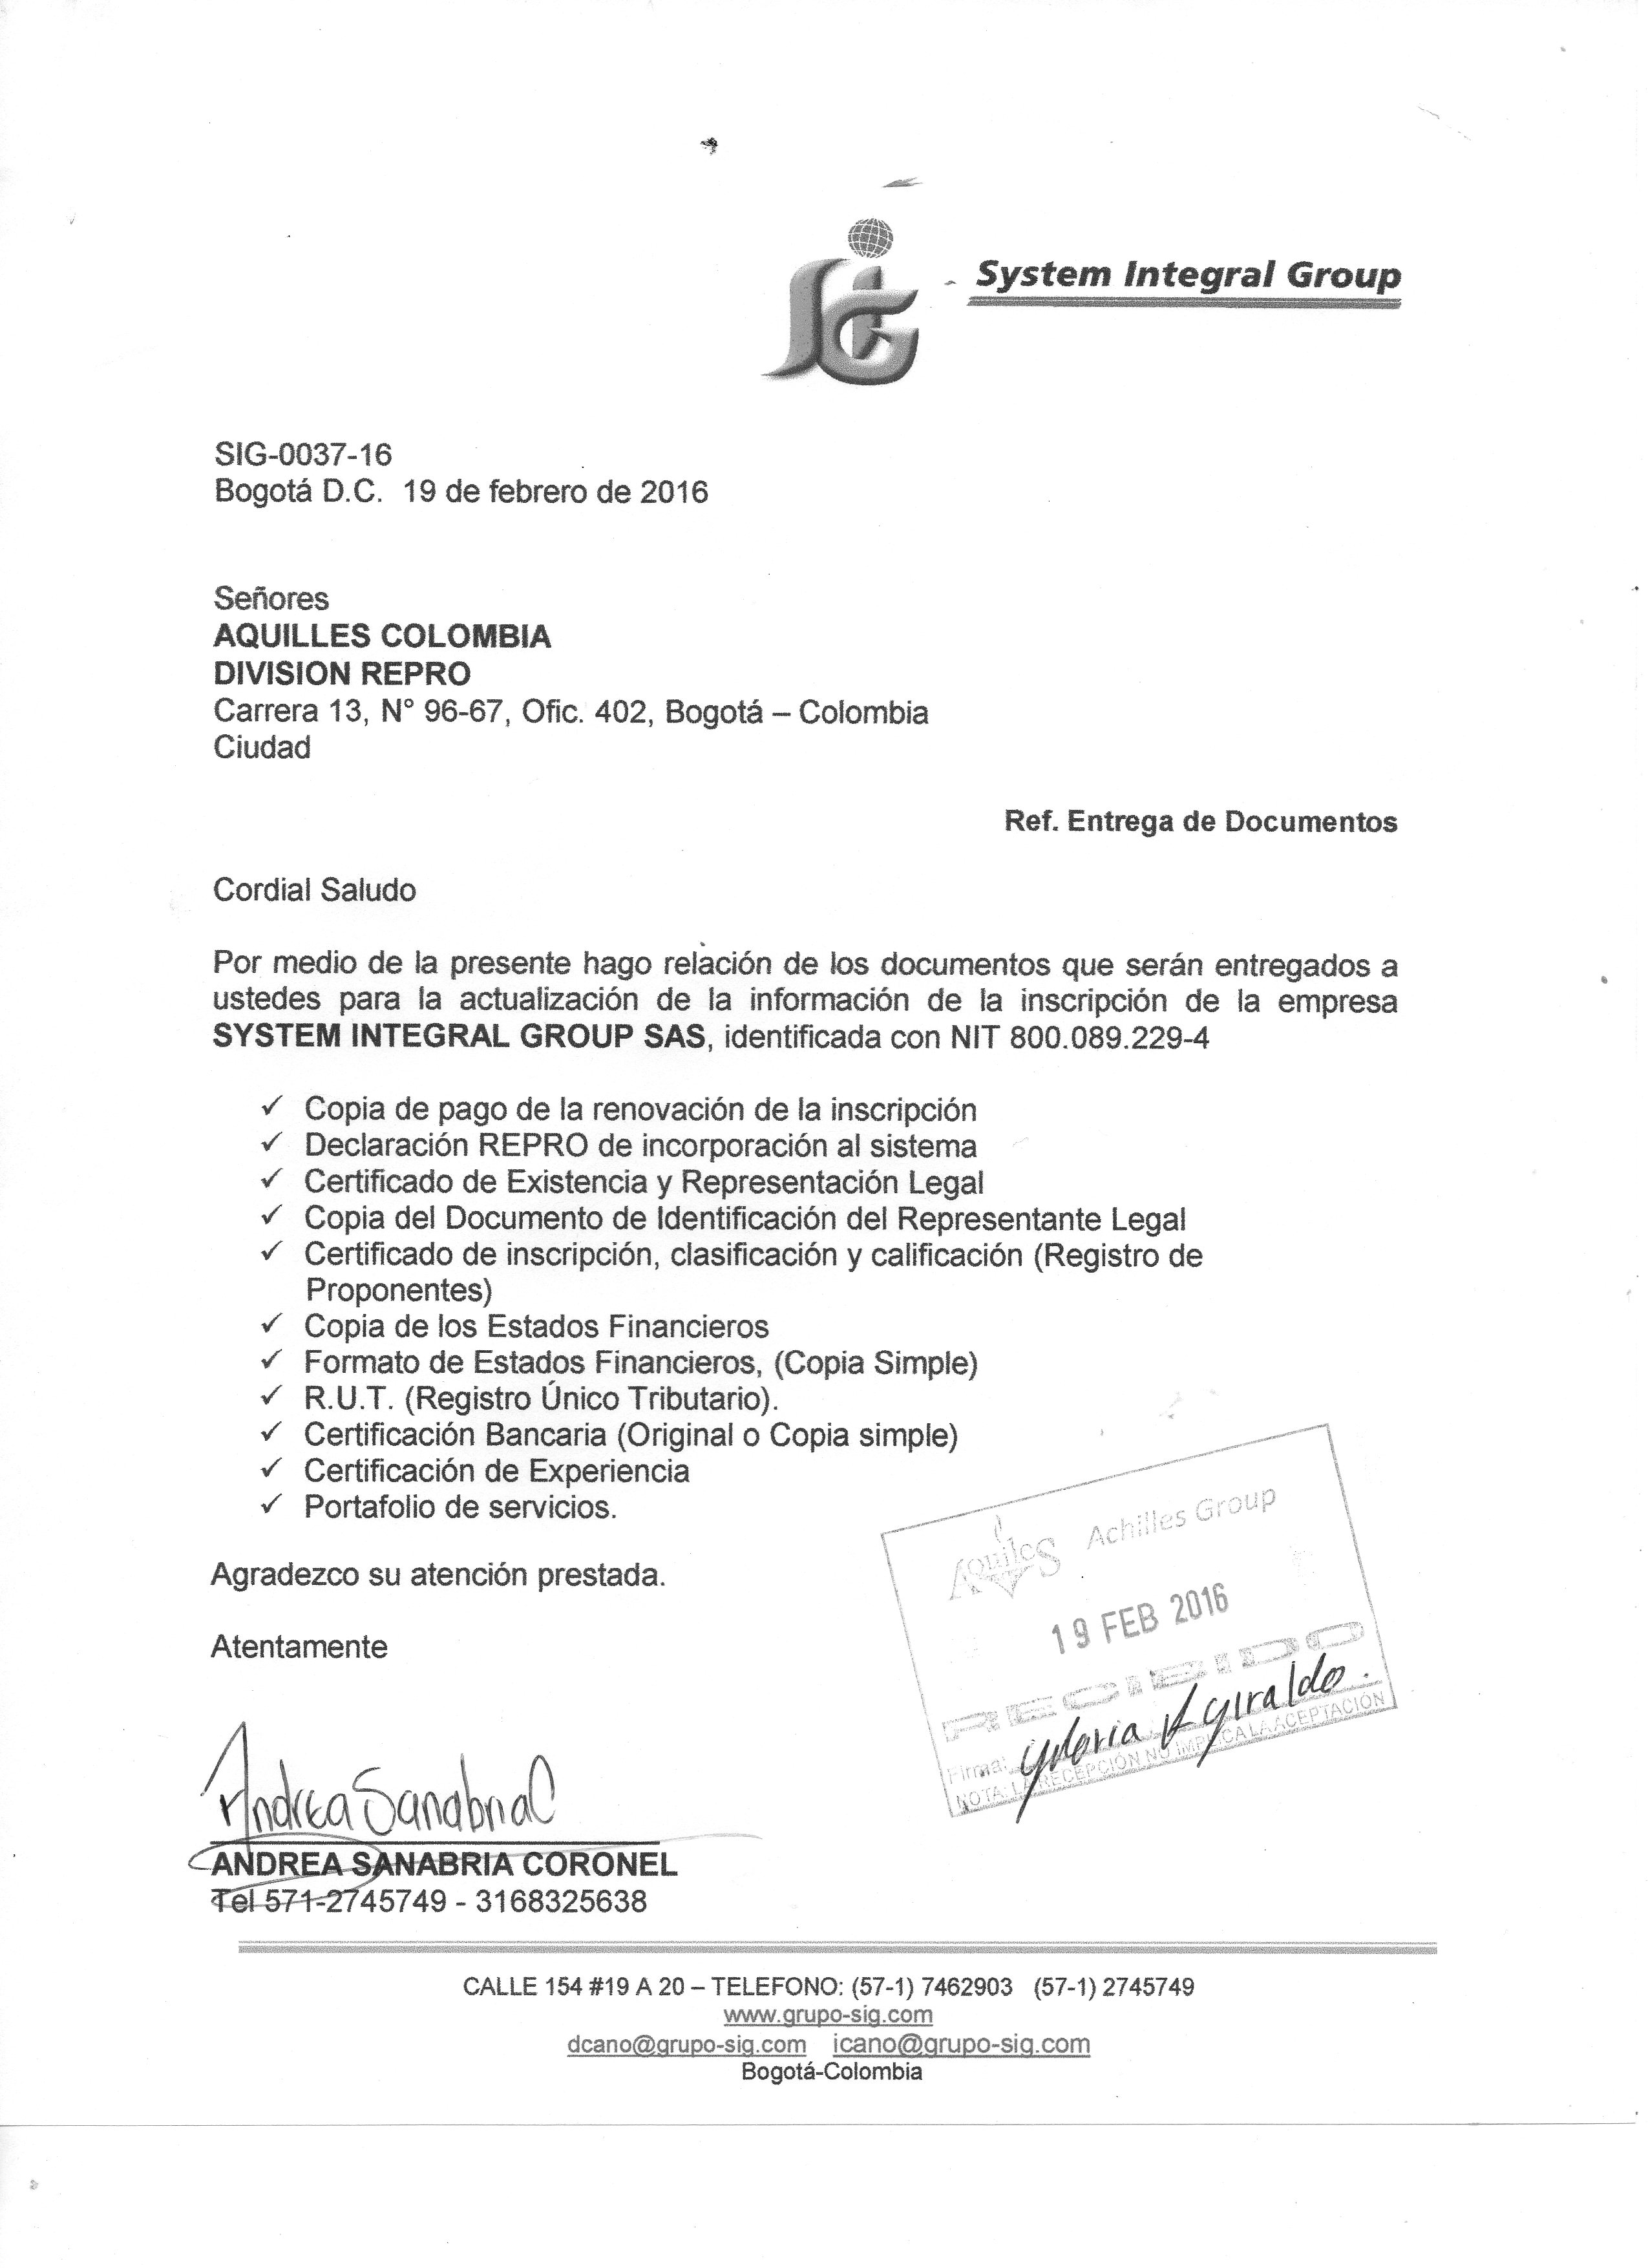 System Integral Group
SIG-0037-16
Bogotá D.C. 19 de febrero de 2016
Señores
AQUILLES COLOMBIA
DIVISION REPRO
Carrera 13, N° 96-67, Ofic. 402, Bogotá – Colombia
Ciudad
Ref. Entrega de Documentos
Cordial Saludo
Por medio de la presente hago relación de los documentos que serán entregados a
ustedes para la actualización de la información de la inscripción de la empresa
SYSTEM INTEGRAL GROUP SAS, identificada con NIT 800.089.229-4
✓ Copia de pago de la renovación de la inscripción
✓ Declaración REPRO de incorporación al sistema
✓ Certificado de Existencia y Representación Legal
✓ Copia del Documento de Identificación del Representante Legal
✓ Certificado de inscripción, clasificación y calificación (Registro de
Proponentes)
✓ Copia de los Estados Financieros
✓ Formato de Estados Financieros, (Copia Simple)
✓ R.U.T. (Registro Único Tributario).
✓ Certificación Bancaria (Original o Copia simple)
✓ Certificación de Experiencia
✓ Portafolio de servicios.
Agradezco su atención prestada.
Atentamente
Aquiles Achilles Group
19 FEB 2016
RECIBIDO
Firma: Gloria A Giraldo.
NOTA: LA RECEPCIÓN NO IMPLICA LA ACEPTACIÓN
Andrea Sanabria C
ANDREA SANABRIA CORONEL
Tel 571-2745749 - 3168325638
CALLE 154 #19 A 20 – TELEFONO: (57-1) 7462903 (57-1) 2745749
www.grupo-sig.com
dcano@grupo-sig.com icano@grupo-sig.com
Bogotá-Colombia